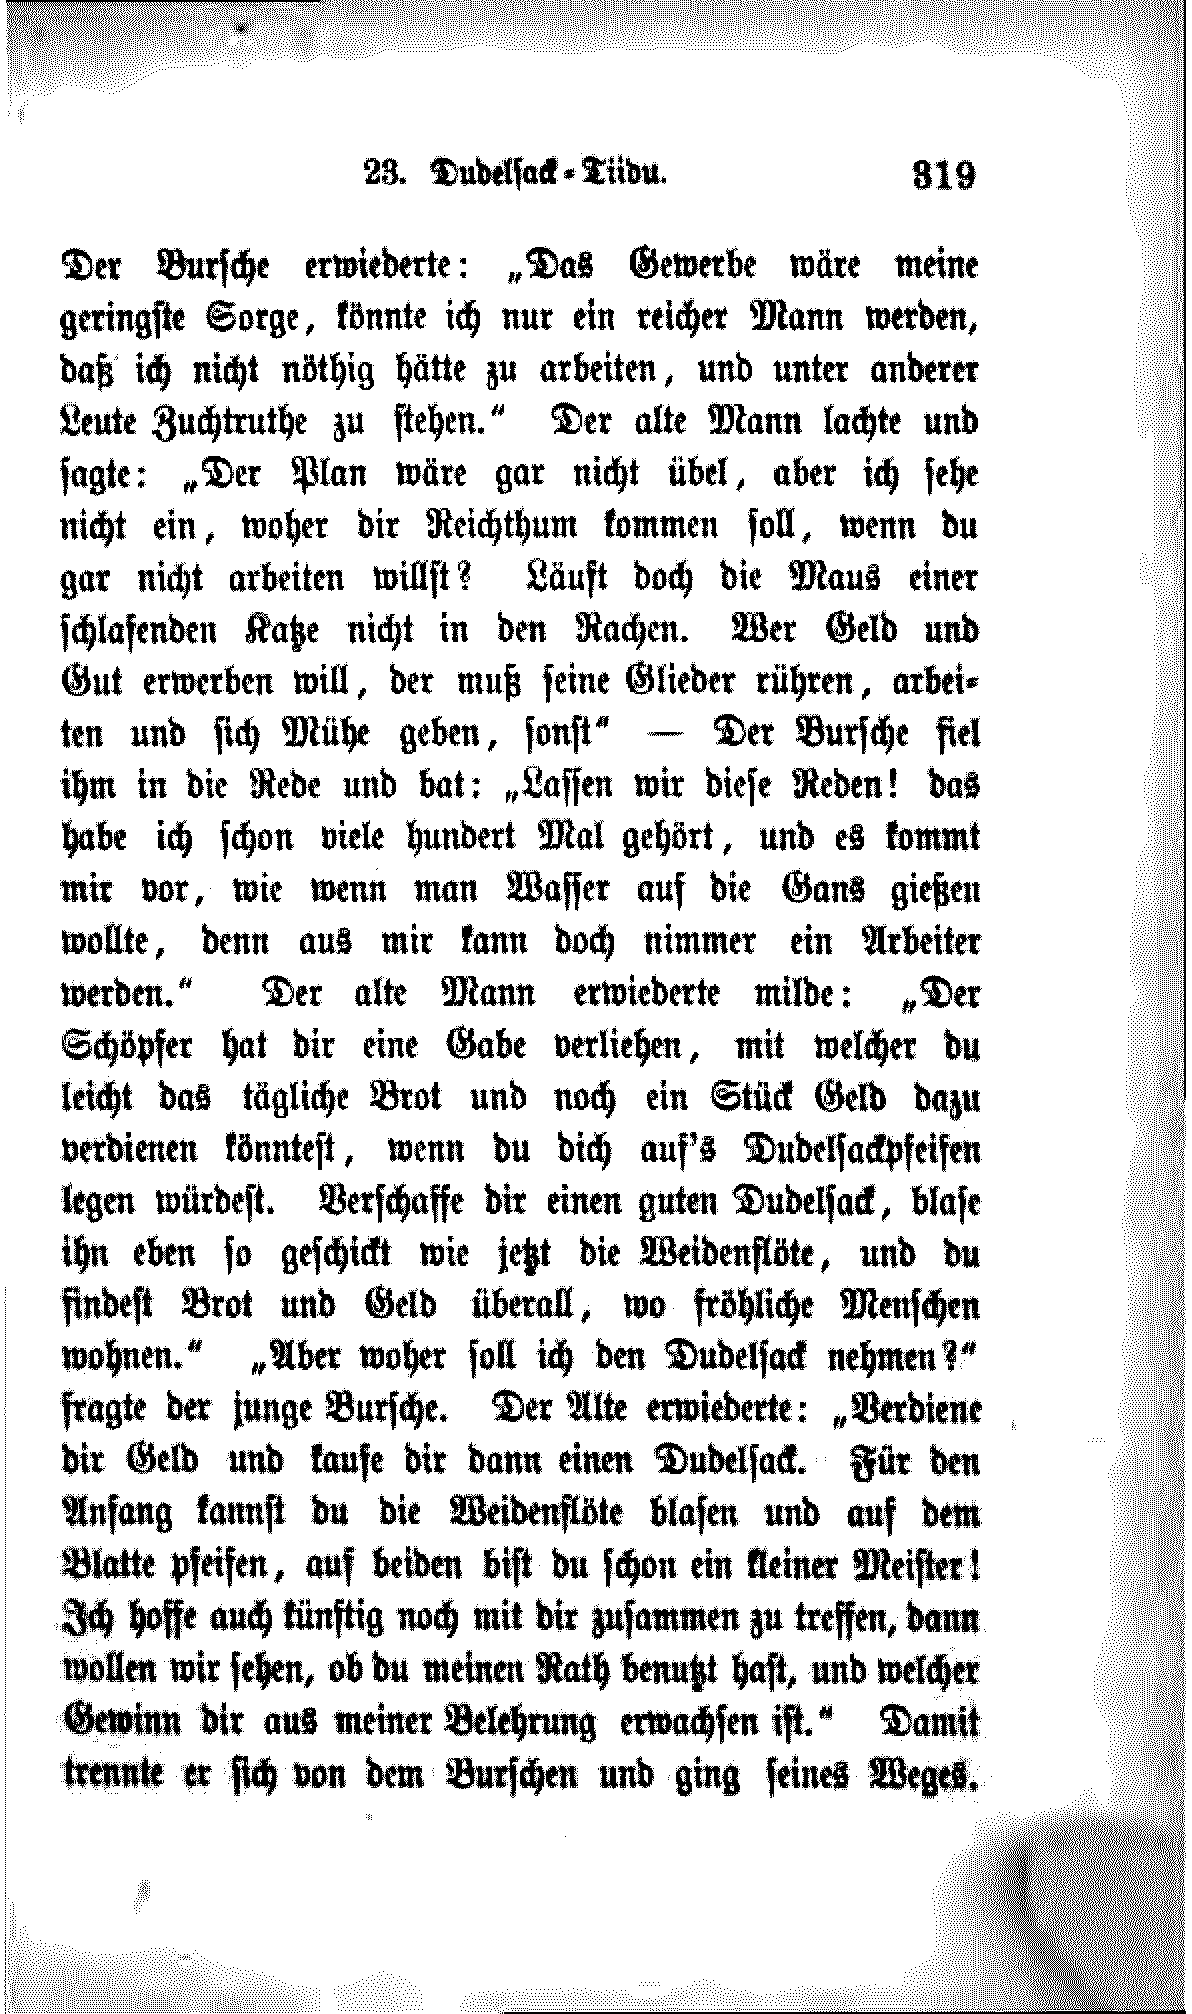 23. Dudelsack-Tiidu. 319
Der Bursche erwiederte: „Das Gewerbe wäre meine
geringste Sorge, könnte ich nur ein reicher Mann werden,
daß ich nicht nöthig hätte zu arbeiten, und unter anderer
Leute Zuchtruthe zu stehen.“ Der alte Mann lachte und
sagte: „Der Plan wäre gar nicht übel, aber ich sehe
nicht ein, woher dir Reichthum kommen soll, wenn du
gar nicht arbeiten willst? Läuft doch die Maus einer
schlafenden Katze nicht in den Rachen. Wer Geld und
Gut erwerben will, der muß seine Glieder rühren, arbei-
ten und sich Mühe geben, sonst“ — Der Bursche fiel
ihm in die Rede und bat: „Lassen wir diese Reden! das
habe ich schon viele hundert Mal gehört, und es kommt
mir vor, wie wenn man Wasser auf die Gans gießen
wollte, denn aus mir kann doch nimmer ein Arbeiter
werden.“ Der alte Mann erwiederte milde: „Der
Schöpfer hat dir eine Gabe verliehen, mit welcher du
leicht das tägliche Brot und noch ein Stück Geld dazu
verdienen könntest, wenn du dich auf's Dudelsackpfeifen
legen würdest. Verschaffe dir einen guten Dudelsack, blase
ihn eben so geschickt wie jetzt die Weidenflöte, und du
findest Brot und Geld überall, wo fröhliche Menschen
wohnen.“ „Aber woher soll ich den Dudelsack nehmen?“
fragte der junge Bursche. Der Alte erwiederte: „Verdiene
dir Geld und kaufe dir dann einen Dudelsack. Für den
Anfang kannst du die Weidenflöte blasen und auf dem
Blatte pfeifen, auf beiden bist du schon ein kleiner Meister!
Ich hoffe auch künftig noch mit dir zusammen zu treffen, dann
wollen wir sehen, ob du meinen Rath benutzt hast, und welcher
Gewinn dir aus meiner Belehrung erwachsen ist.“ Damit
trennte er sich von dem Burschen und ging seines Weges.